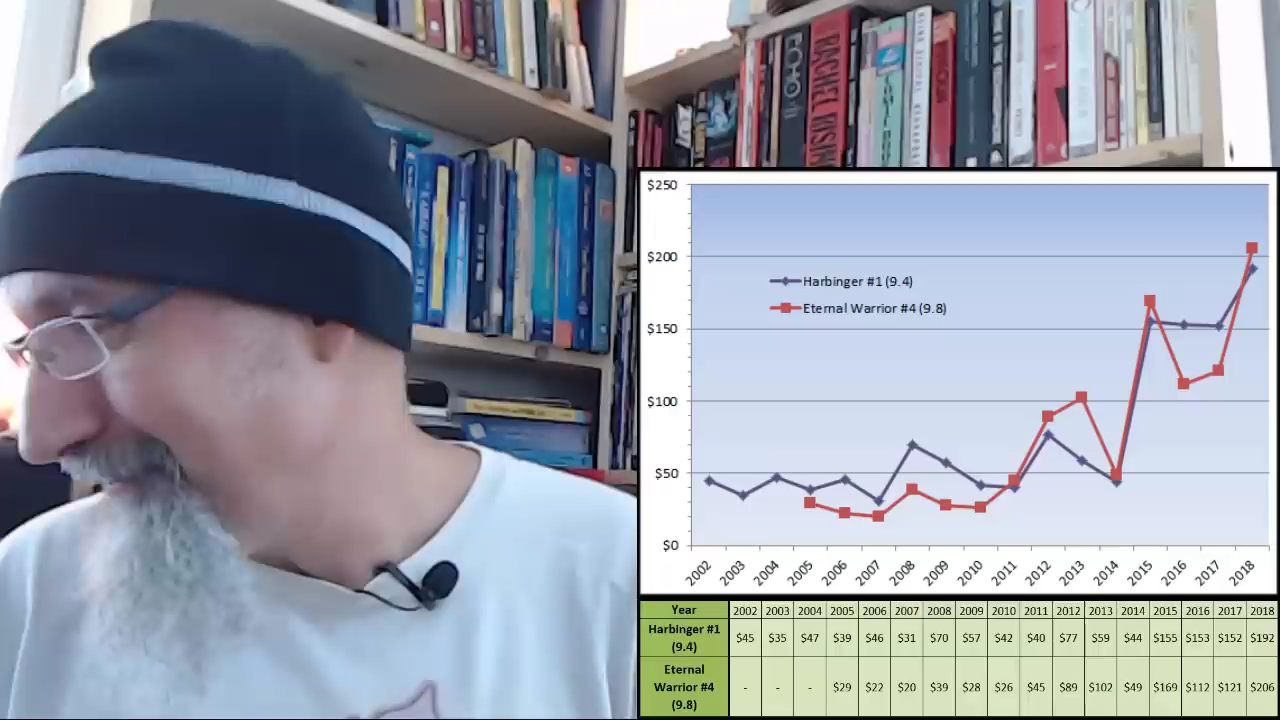 ECHO
RACHEL RISING
$250
$200
$150
$100
$50
$0
Harbinger #1 (9.4)
Eternal Warrior #4 (9.8)
2002 2003 2004 2005 2006 2007 2008 2009 2010 2011 2012 2013 2014 2015 2016 2017 2018
Year 2002 2003 2004 2005 2006 2007 2008 2009 2010 2011 2012 2013 2014 2015 2016 2017 2018
Harbinger #1 (9.4) $45 $35 $47 $39 $46 $31 $70 $57 $42 $40 $77 $59 $44 $155 $153 $152 $192
Eternal Warrior #4 (9.8) - - - $29 $22 $20 $39 $28 $26 $45 $89 $102 $49 $169 $112 $121 $206